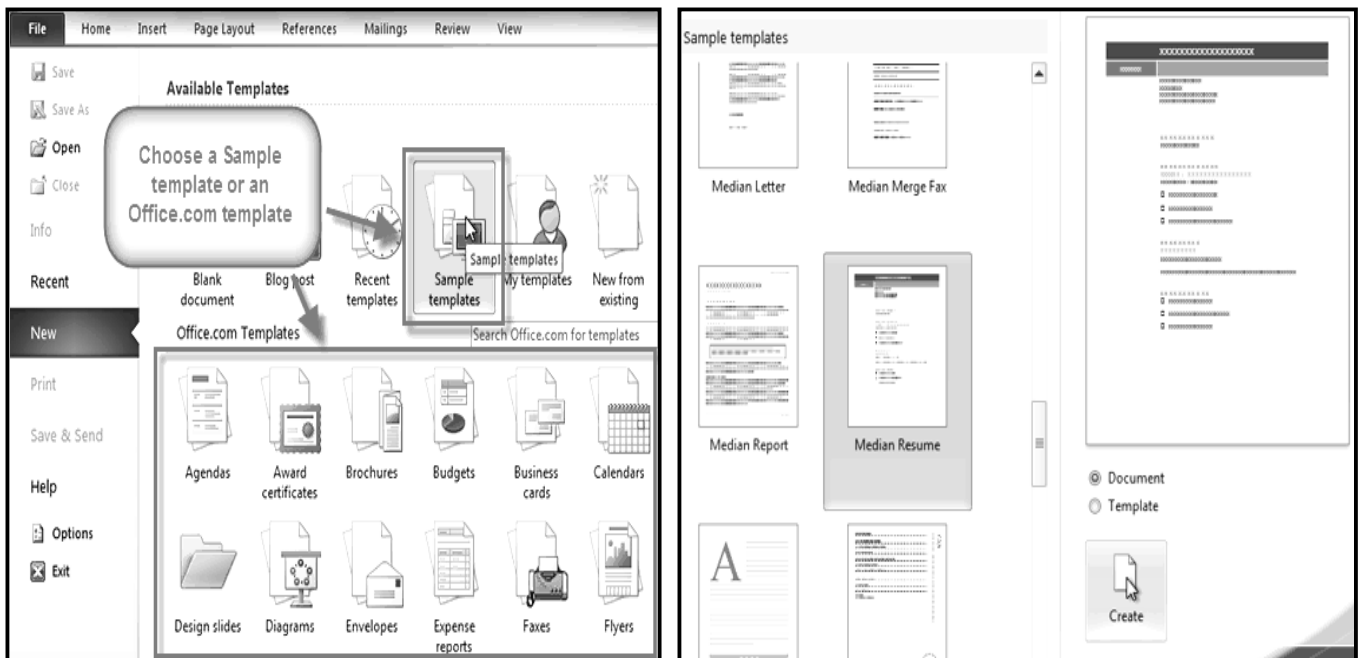 File Home Insert Page Layout References Mailings Review View
Save
Save As
Open
Close
Info
Recent
New
Print
Save & Send
Help
Options
Exit
Available Templates
Choose a Sample
template or an
Office.com template
Blank
document
Blog post
Recent
templates
Sample
templates
My templates
New from
existing
Sample templates
Office.com Templates
Search Office.com for templates
Agendas
Award
certificates
Brochures
Budgets
Business
cards
Calendars
Design slides
Diagrams
Envelopes
Expense
reports
Faxes
Flyers
Sample templates
Median Letter
Median Merge Fax
Median Report
Median Resume
A
Document
Template
Create